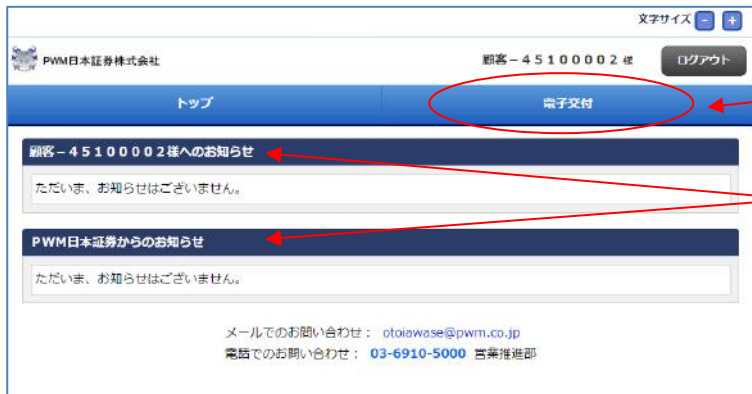 文字サイズ - +
PWM日本証券株式会社 顧客－４５１００００２ 様 ログアウト
トップ 電子交付
顧客－４５１００００２様へのお知らせ
ただいま、お知らせはございません。
ＰＷＭ日本証券からのお知らせ
ただいま、お知らせはございません。
メールでのお問い合わせ： otoiawase@pwm.co.jp
電話でのお問い合わせ： 03-6910-5000 営業推進部